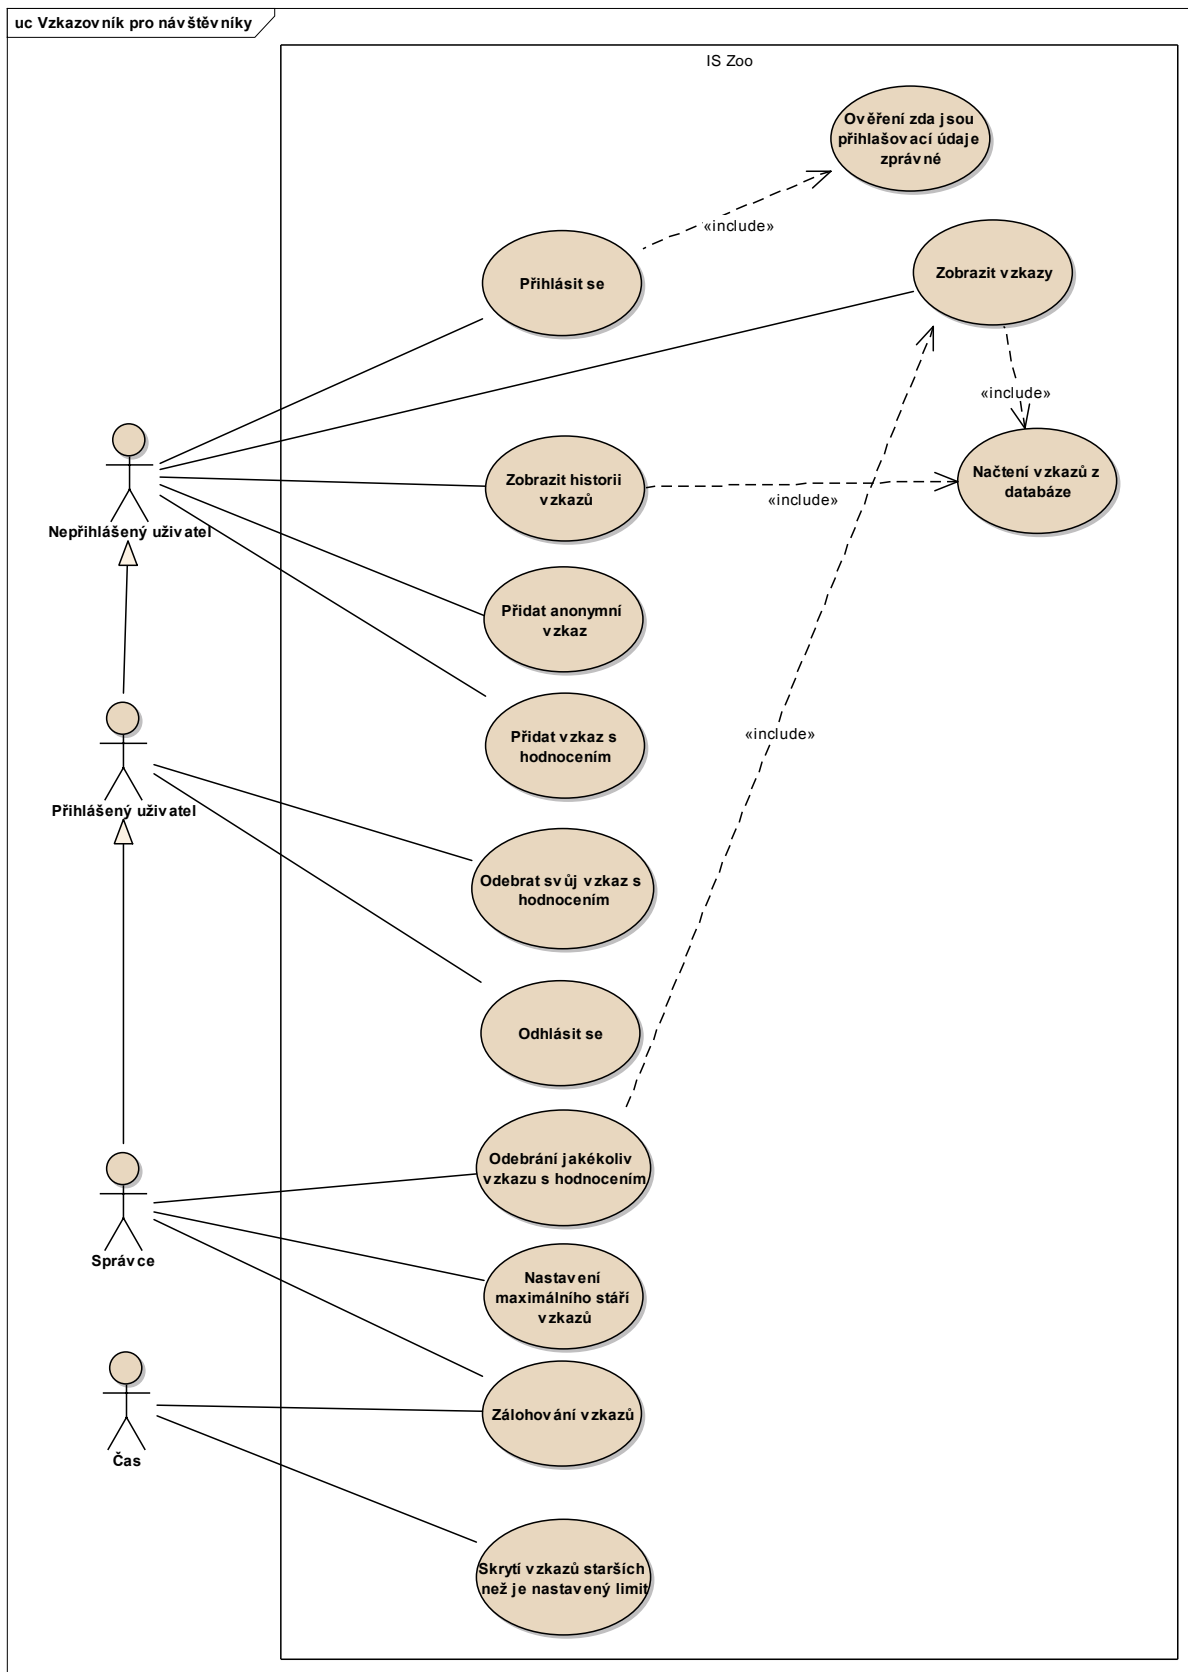 uc Vzkazovník pro návštěvníky
IS Zoo
Ověření zda jsou
přihlašovací údaje
zprávné
«include»
Přihlásit se
Zobrazit vzkazy
«include»
Zobrazit historii
vzkazů
«include»
Načtení vzkazů z
databáze
Nepřihlášený uživatel
Přidat anonymní
vzkaz
Přidat vzkaz s
hodnocením
«include»
Přihlášený uživatel
Odebrat svůj vzkaz s
hodnocením
Odhlásit se
Odebrání jakékoliv
vzkazu s hodnocením
Správce
Nastavení
maximálního stáří
vzkazů
Zálohování vzkazů
Čas
Skrytí vzkazů starších
než je nastavený limit